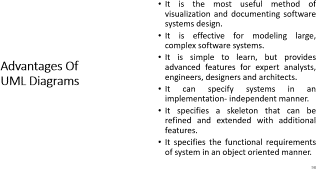 Advantages Of
UML Diagrams
• It is the most useful method of
visualization and documenting software
systems design.
• It is effective for modeling large,
complex software systems.
• It is simple to learn, but provides
advanced features for expert analysts,
engineers, designers and architects.
• It can specify systems in an
implementation- independent manner.
• It specifies a skeleton that can be
refined and extended with additional
features.
• It specifies the functional requirements
of system in an object oriented manner.